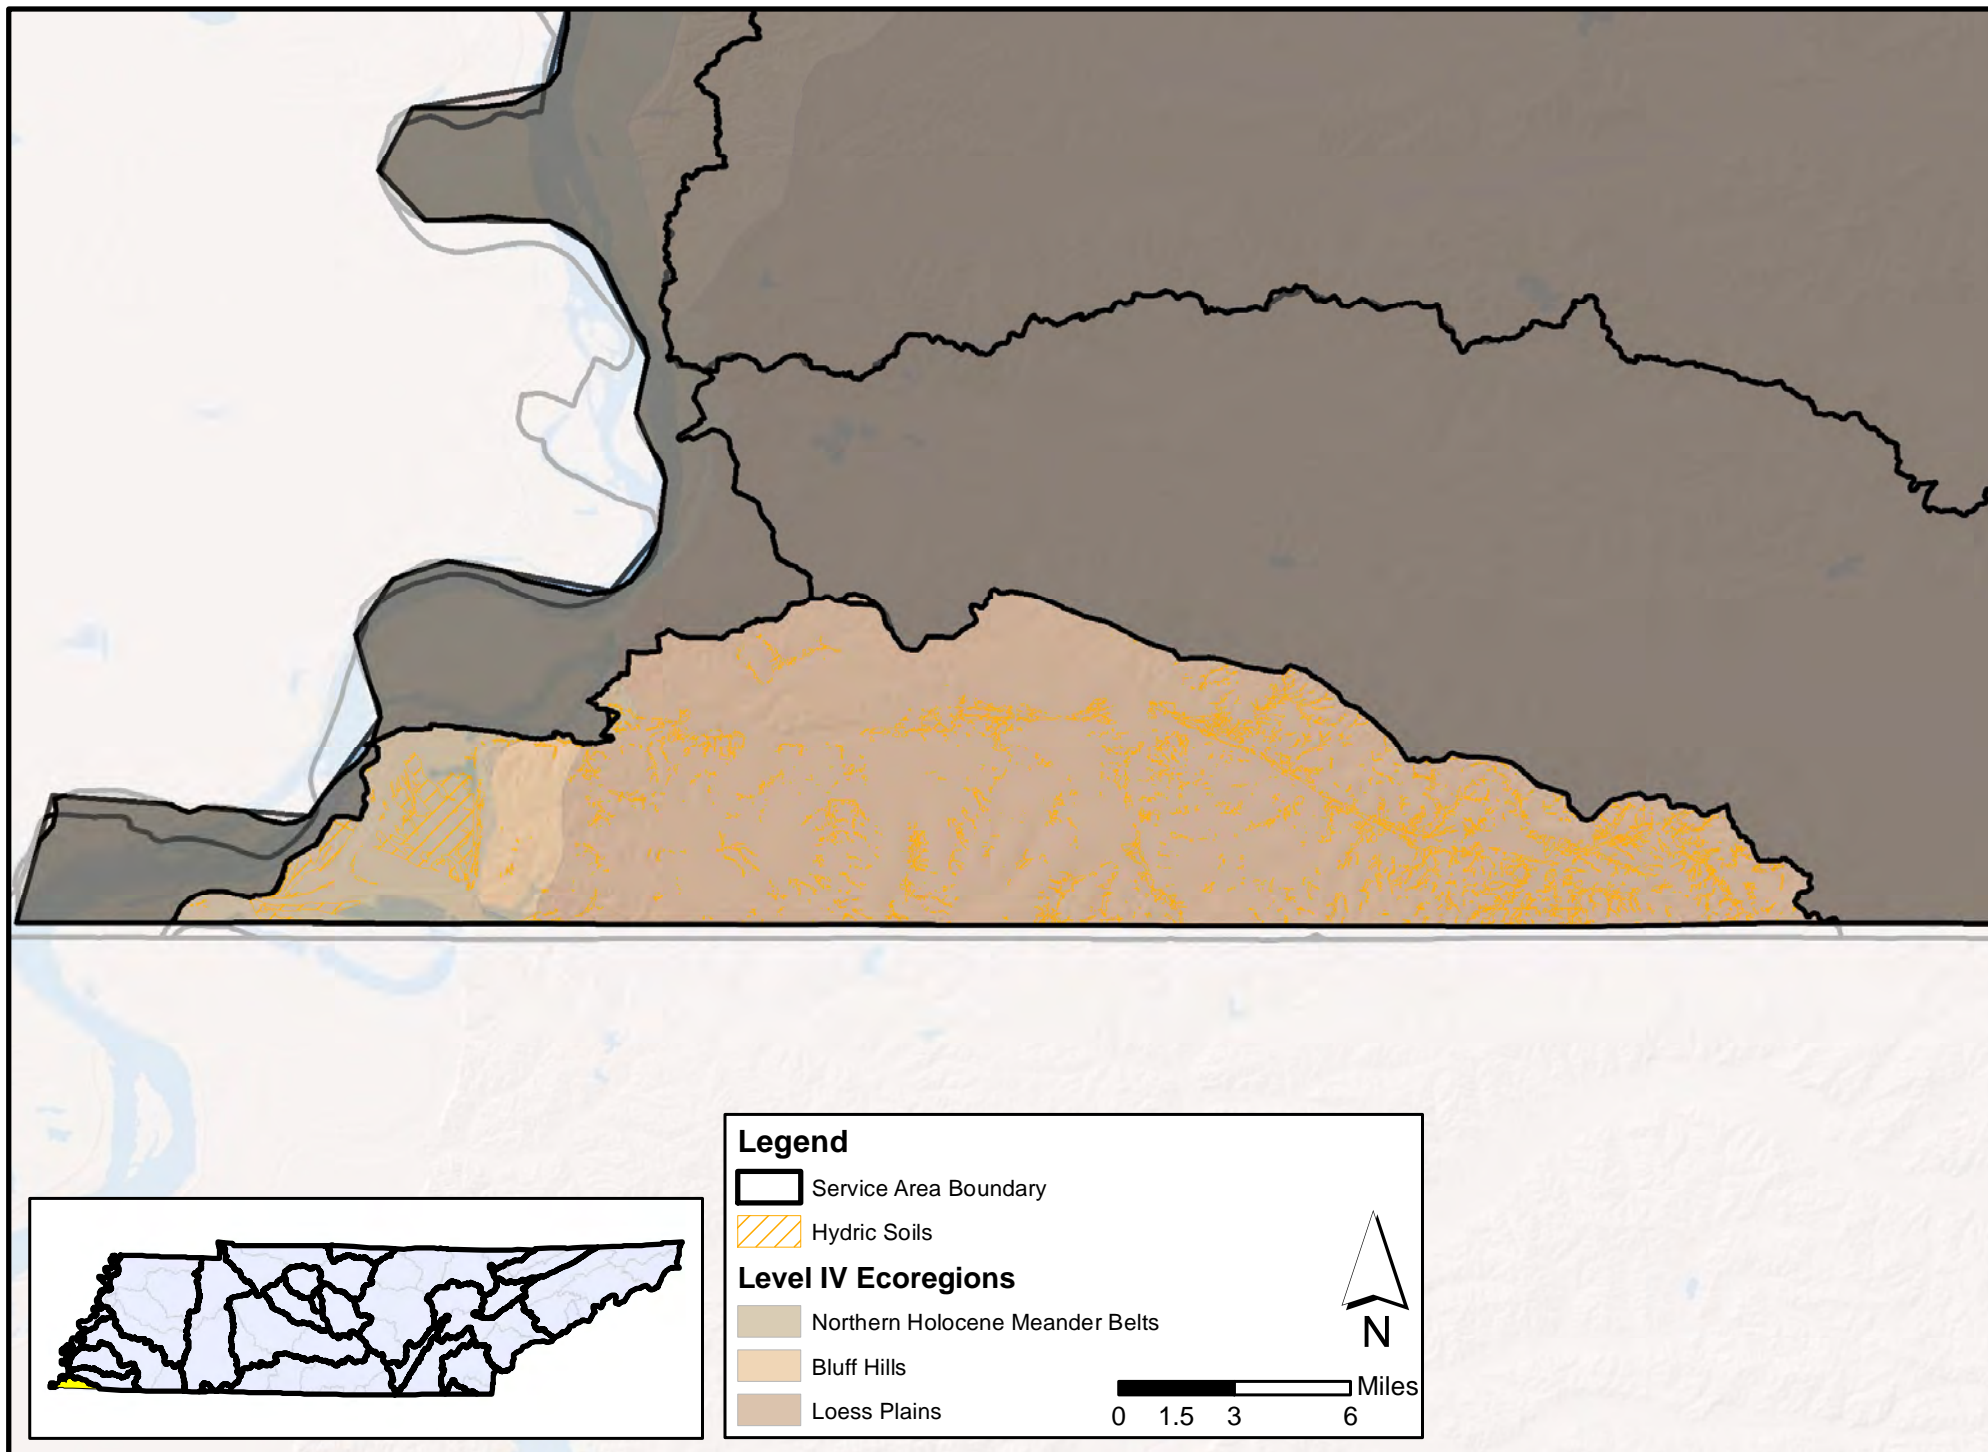 Legend
Service Area Boundary
Hydric Soils
Level IV Ecoregions
Northern Holocene Meander Belts
Bluff Hills
Loess Plains
N
Miles
0 1.5 3 6